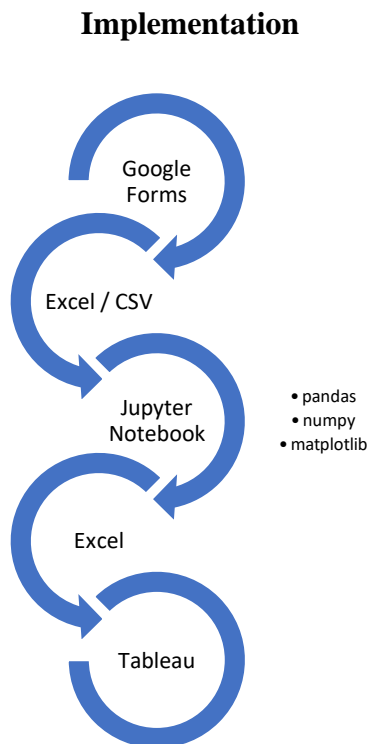 Implementation
Google
Forms
Excel / CSV
Jupyter
Notebook
• pandas
• numpy
• matplotlib
Excel
Tableau